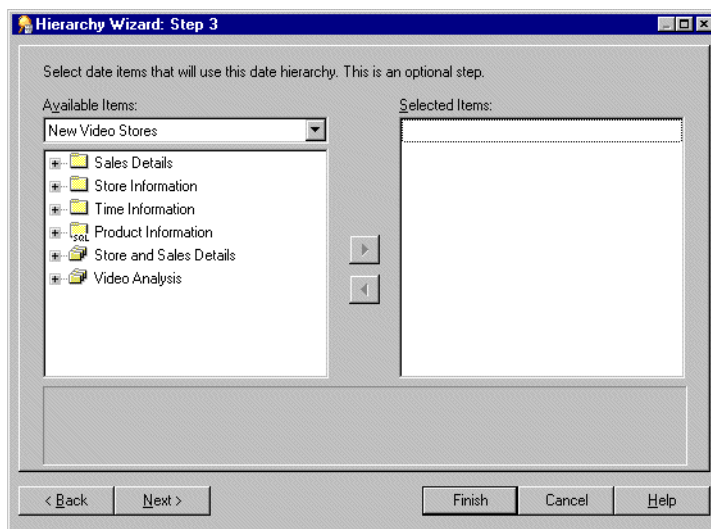 Hierarchy Wizard: Step 3
Select date items that will use this date hierarchy. This is an optional step.
Available Items:
New Video Stores
Sales Details
Store Information
Time Information
SQL Product Information
Store and Sales Details
Video Analysis
Selected Items:
< Back
Next >
Finish
Cancel
Help